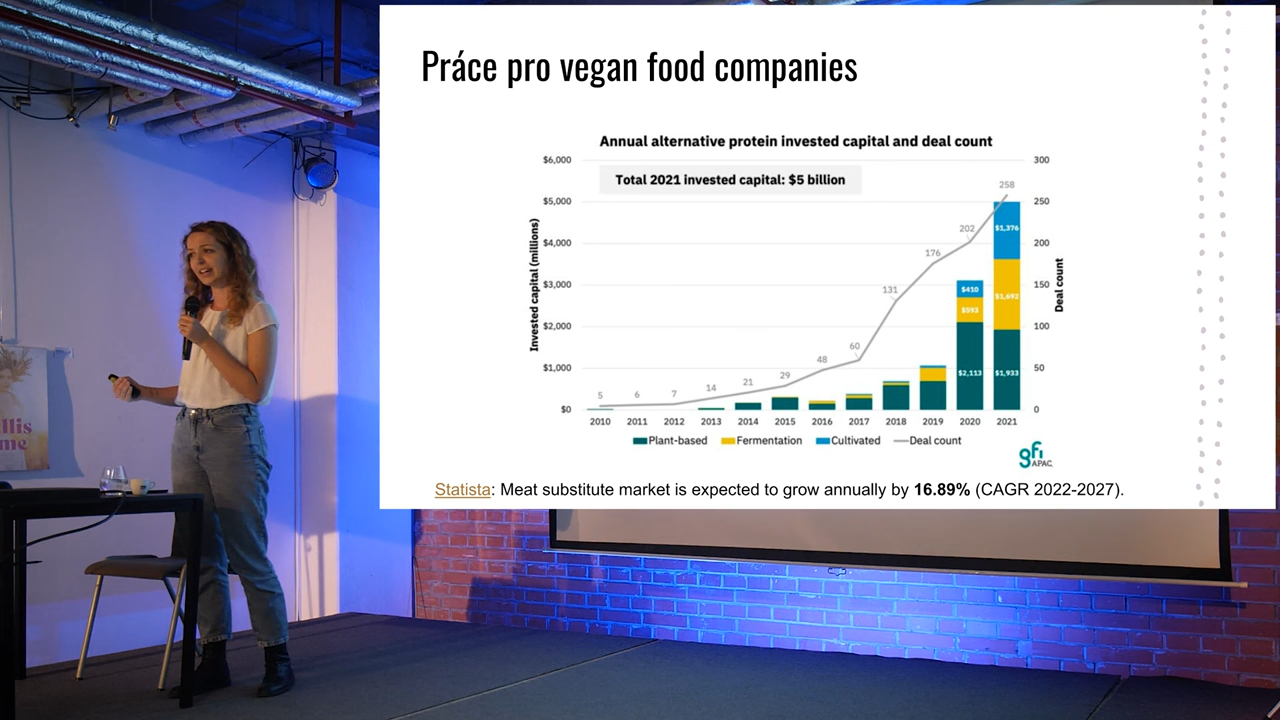 Práce pro vegan food companies
Annual alternative protein invested capital and deal count
Total 2021 invested capital: $5 billion
Invested capital (millions)
$6,000
$5,000
$4,000
$3,000
$2,000
$1,000
$0
300
250
200
150
100
50
0
Deal count
5 6 7 14 21 29 48 60 131 176 202 258
$410
$593
$2,113
$1,376
$1,692
$1,933
2010 2011 2012 2013 2014 2015 2016 2017 2018 2019 2020 2021
Plant-based Fermentation Cultivated Deal count
gfi
APAC
Statista: Meat substitute market is expected to grow annually by 16.89% (CAGR 2022-2027).
llis
me